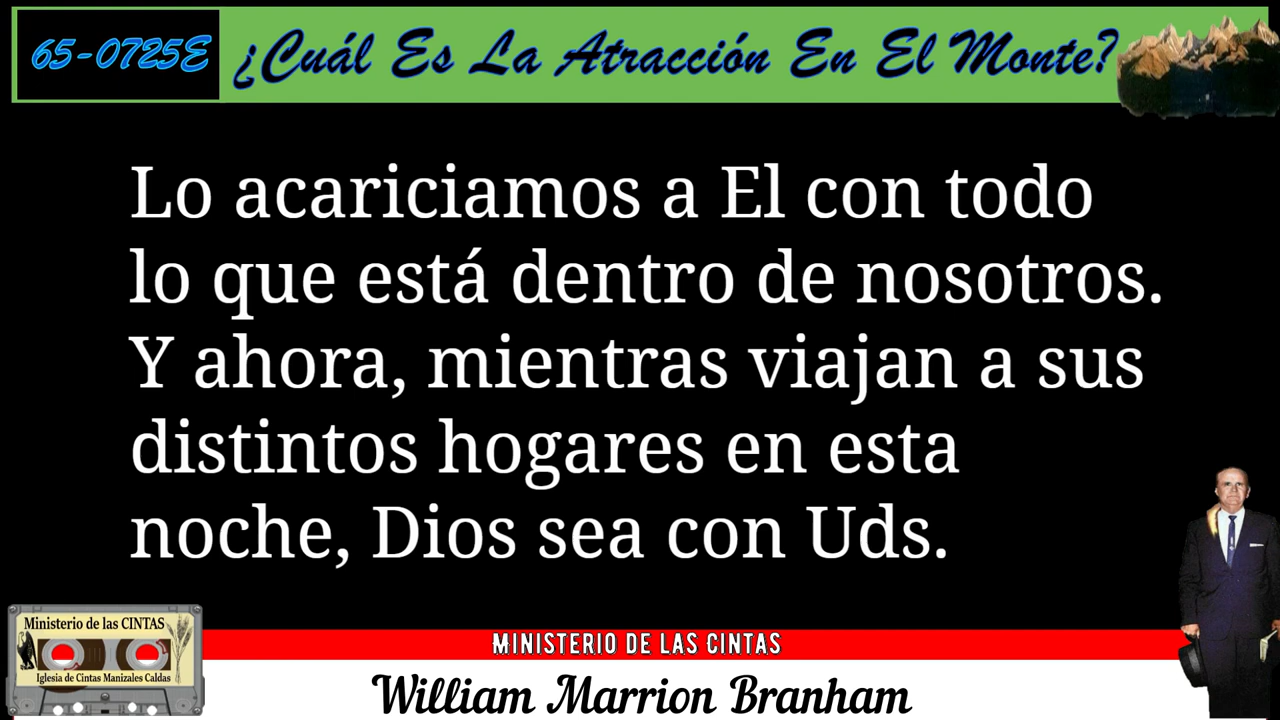 65-0725E ¿Cuál Es La Atracción En El Monte?
Lo acariciamos a El con todo
lo que está dentro de nosotros.
Y ahora, mientras viajan a sus
distintos hogares en esta
noche, Dios sea con Uds.
Ministerio de las CINTAS
Iglesia de Cintas Manizales Caldas
MINISTERIO DE LAS CINTAS
William Marrion Branham